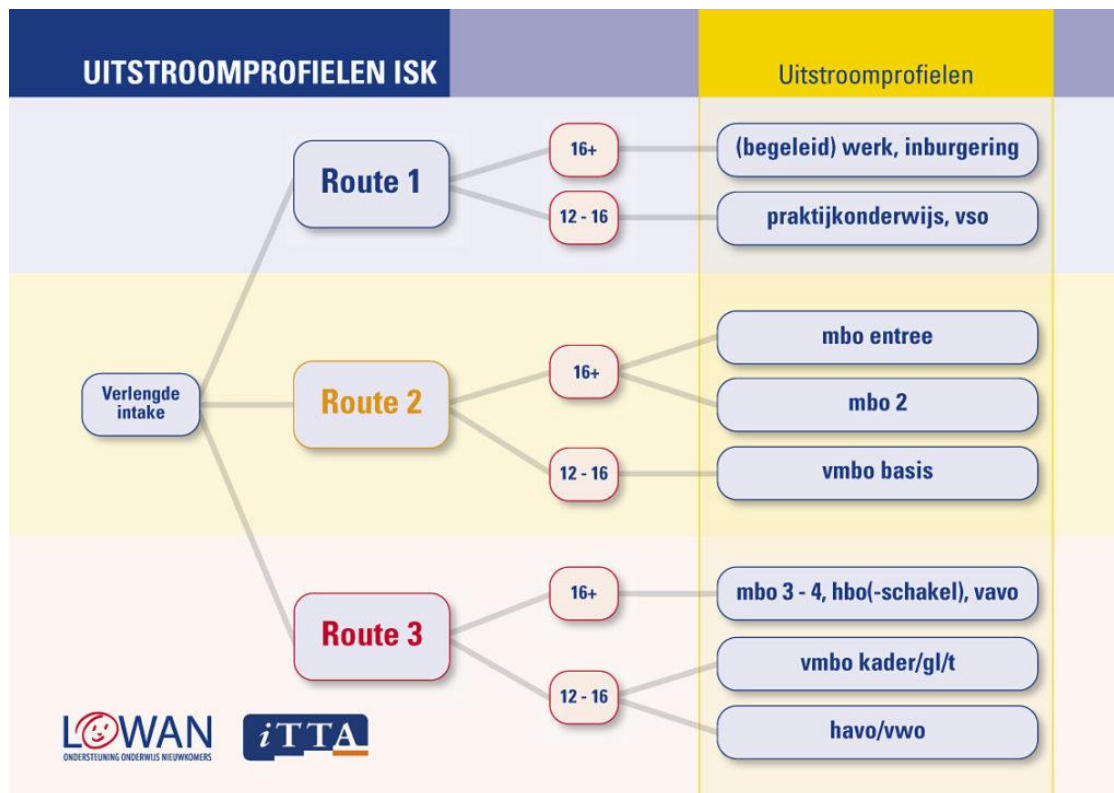 UITSTROOMPROFIELEN ISK
Uitstroomprofielen
Verlengde
intake
Route 1
16+
(begeleid) werk, inburgering
12 - 16
praktijkonderwijs, vso
Route 2
16+
mbo entree
mbo 2
12 - 16
vmbo basis
Route 3
16+
mbo 3 - 4, hbo(-schakel), vavo
12 - 16
vmbo kader/gl/t
havo/vwo
LOWAN
ONDERSTEUNING ONDERWIJS NIEUWKOMERS
iTTA